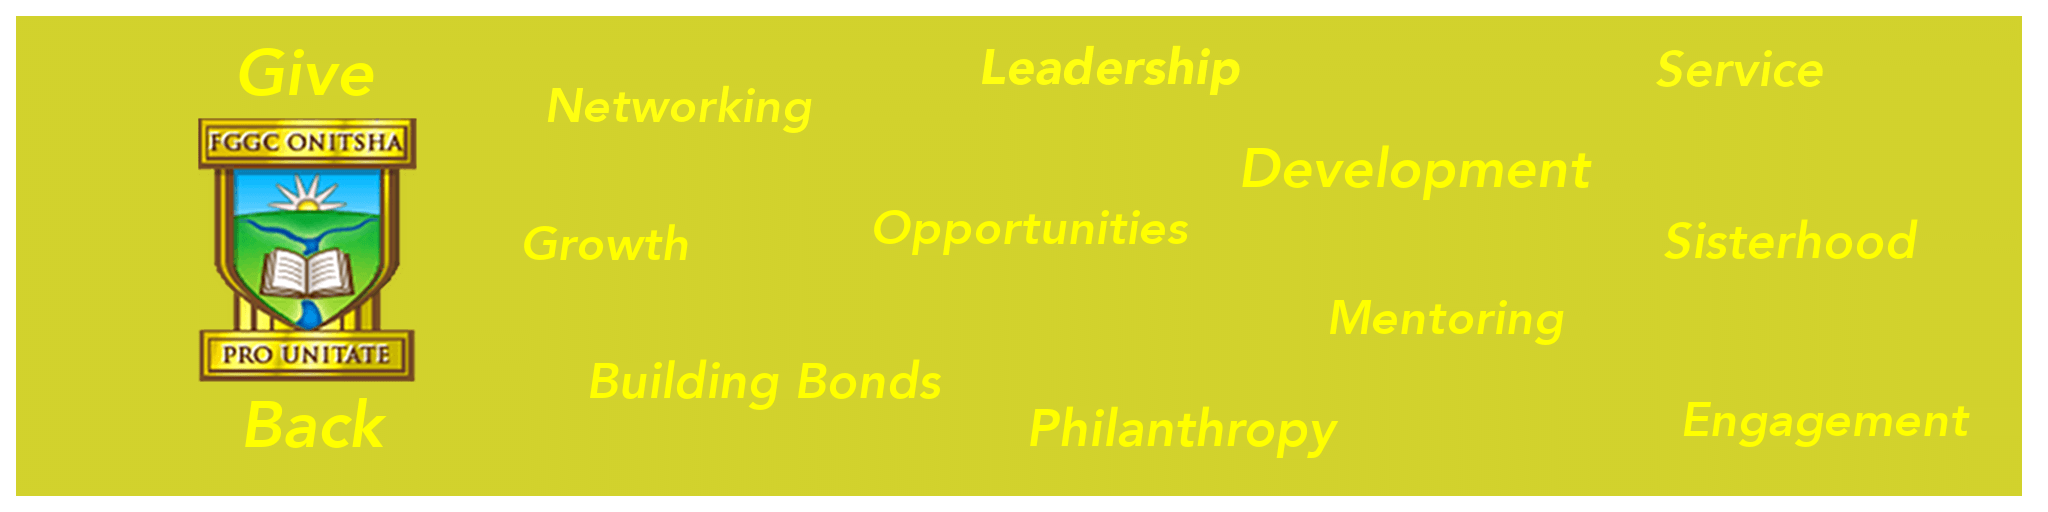 Give
FGGC ONITSHA
PRO UNITATE
Back
Networking
Leadership
Service
Development
Growth
Opportunities
Sisterhood
Mentoring
Building Bonds
Philanthropy
Engagement